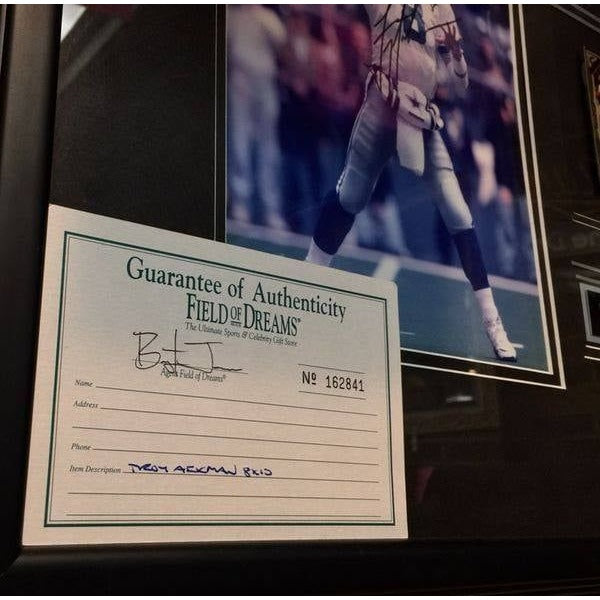 Guarantee of Authenticity
FIELD OF DREAMS®
The Ultimate Sports & Celebrity Gift Store
Agent Field of Dreams®
Nº 162841
Name
Address
Phone
Item Description TROY AIKMAN 8X10